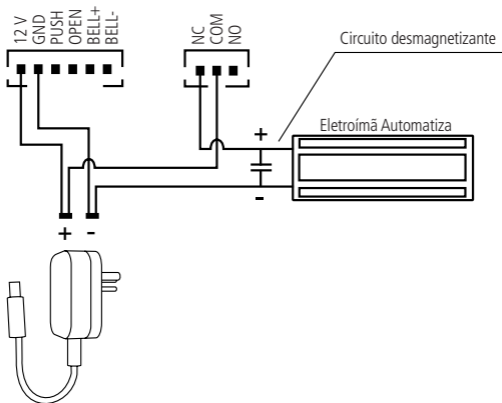 12 V
GND
PUSH
OPEN
BELL+
BELL-
NC
COM
NO
Circuito desmagnetizante
+
Eletroímã Automatiza
-
+ -